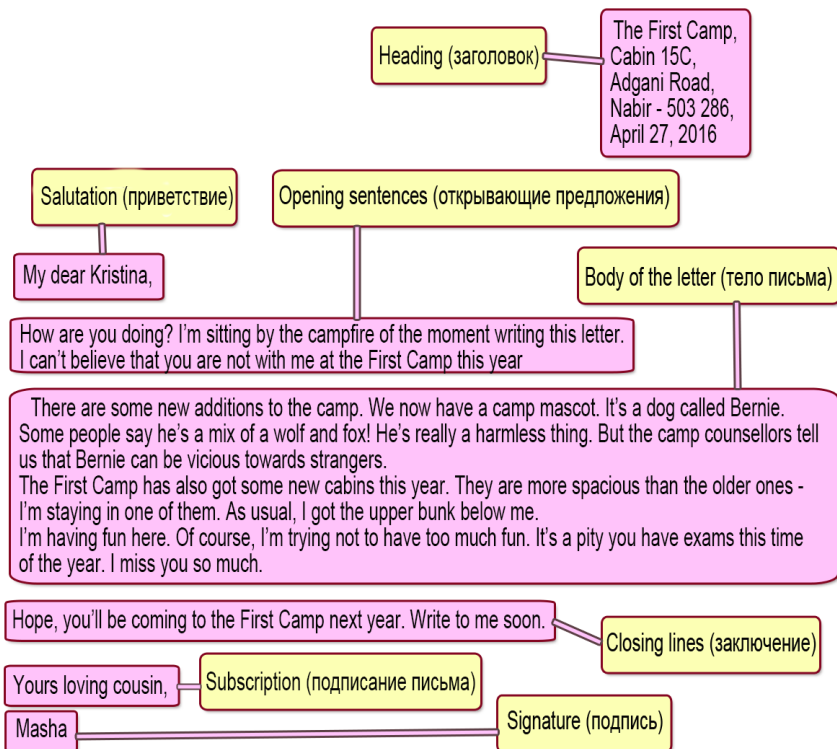 Heading (заголовок)
The First Camp,
Cabin 15C,
Adgani Road,
Nabir - 503 286,
April 27, 2016
Salutation (приветствие)
Opening sentences (открывающие предложения)
My dear Kristina,
Body of the letter (тело письма)
How are you doing? I'm sitting by the campfire of the moment writing this letter.
I can't believe that you are not with me at the First Camp this year
There are some new additions to the camp. We now have a camp mascot. It's a dog called Bernie.
Some people say he's a mix of a wolf and fox! He's really a harmless thing. But the camp counsellors tell
us that Bernie can be vicious towards strangers.
The First Camp has also got some new cabins this year. They are more spacious than the older ones -
I'm staying in one of them. As usual, I got the upper bunk below me.
I'm having fun here. Of course, I'm trying not to have too much fun. It's a pity you have exams this time
of the year. I miss you so much.
Hope, you'll be coming to the First Camp next year. Write to me soon.
Closing lines (заключение)
Yours loving cousin,
Subscription (подписание письма)
Masha
Signature (подпись)